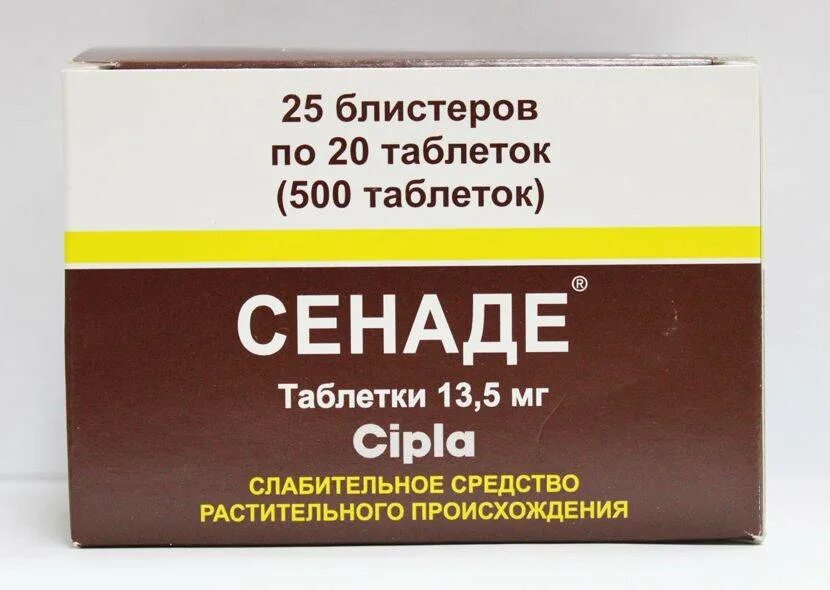 25 блистеров
по 20 таблеток
(500 таблеток)
СЕНАДЕ®
Таблетки 13,5 мг
Cipla
СЛАБИТЕЛЬНОЕ СРЕДСТВО
РАСТИТЕЛЬНОГО ПРОИСХОЖДЕНИЯ